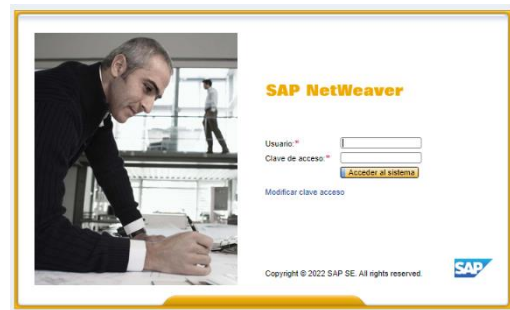 SAP NetWeaver
Usuario:*
Clave de acceso:*
Acceder al sistema
Modificar clave acceso
Copyright © 2022 SAP SE. All rights reserved.
SAP